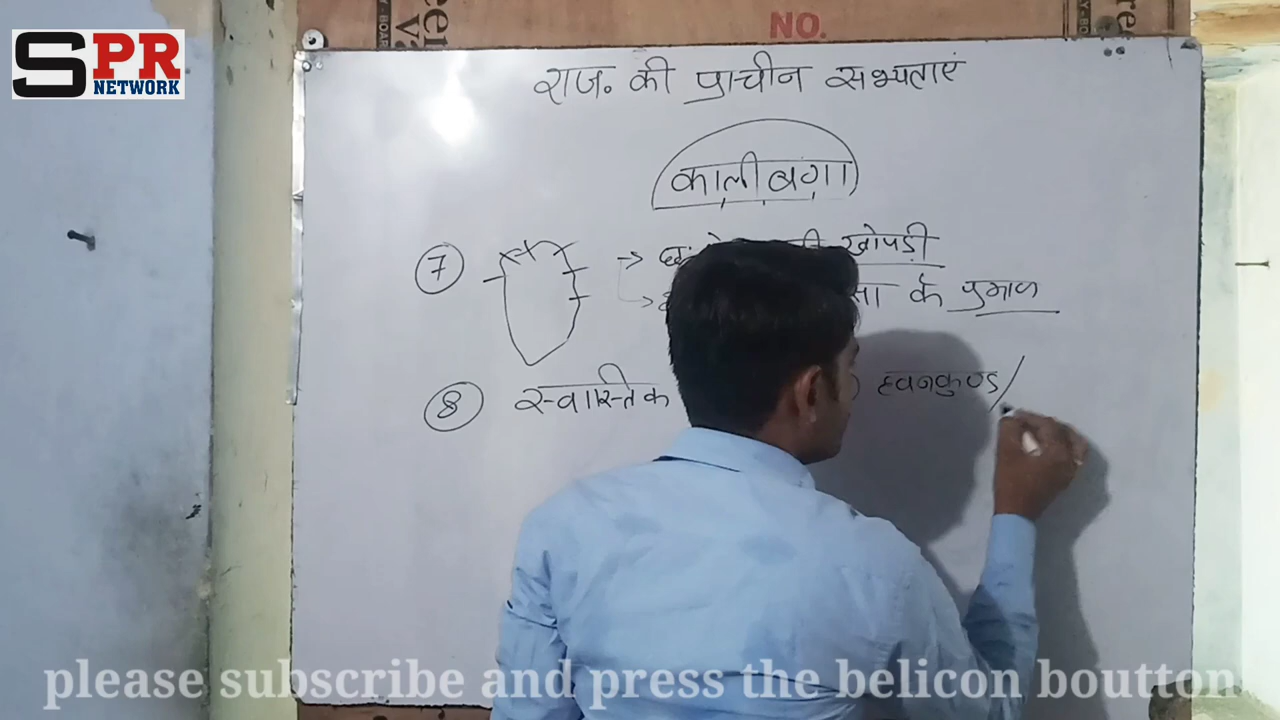 SPR
NETWORK
NO.
राज. की प्राचीन सभ्यताएं
कालीबंगा
7 → खोपड़ी
→ के प्रमाण
8 स्वास्तिक हवनकुण्ड/
please subscribe and press the belicon boutton